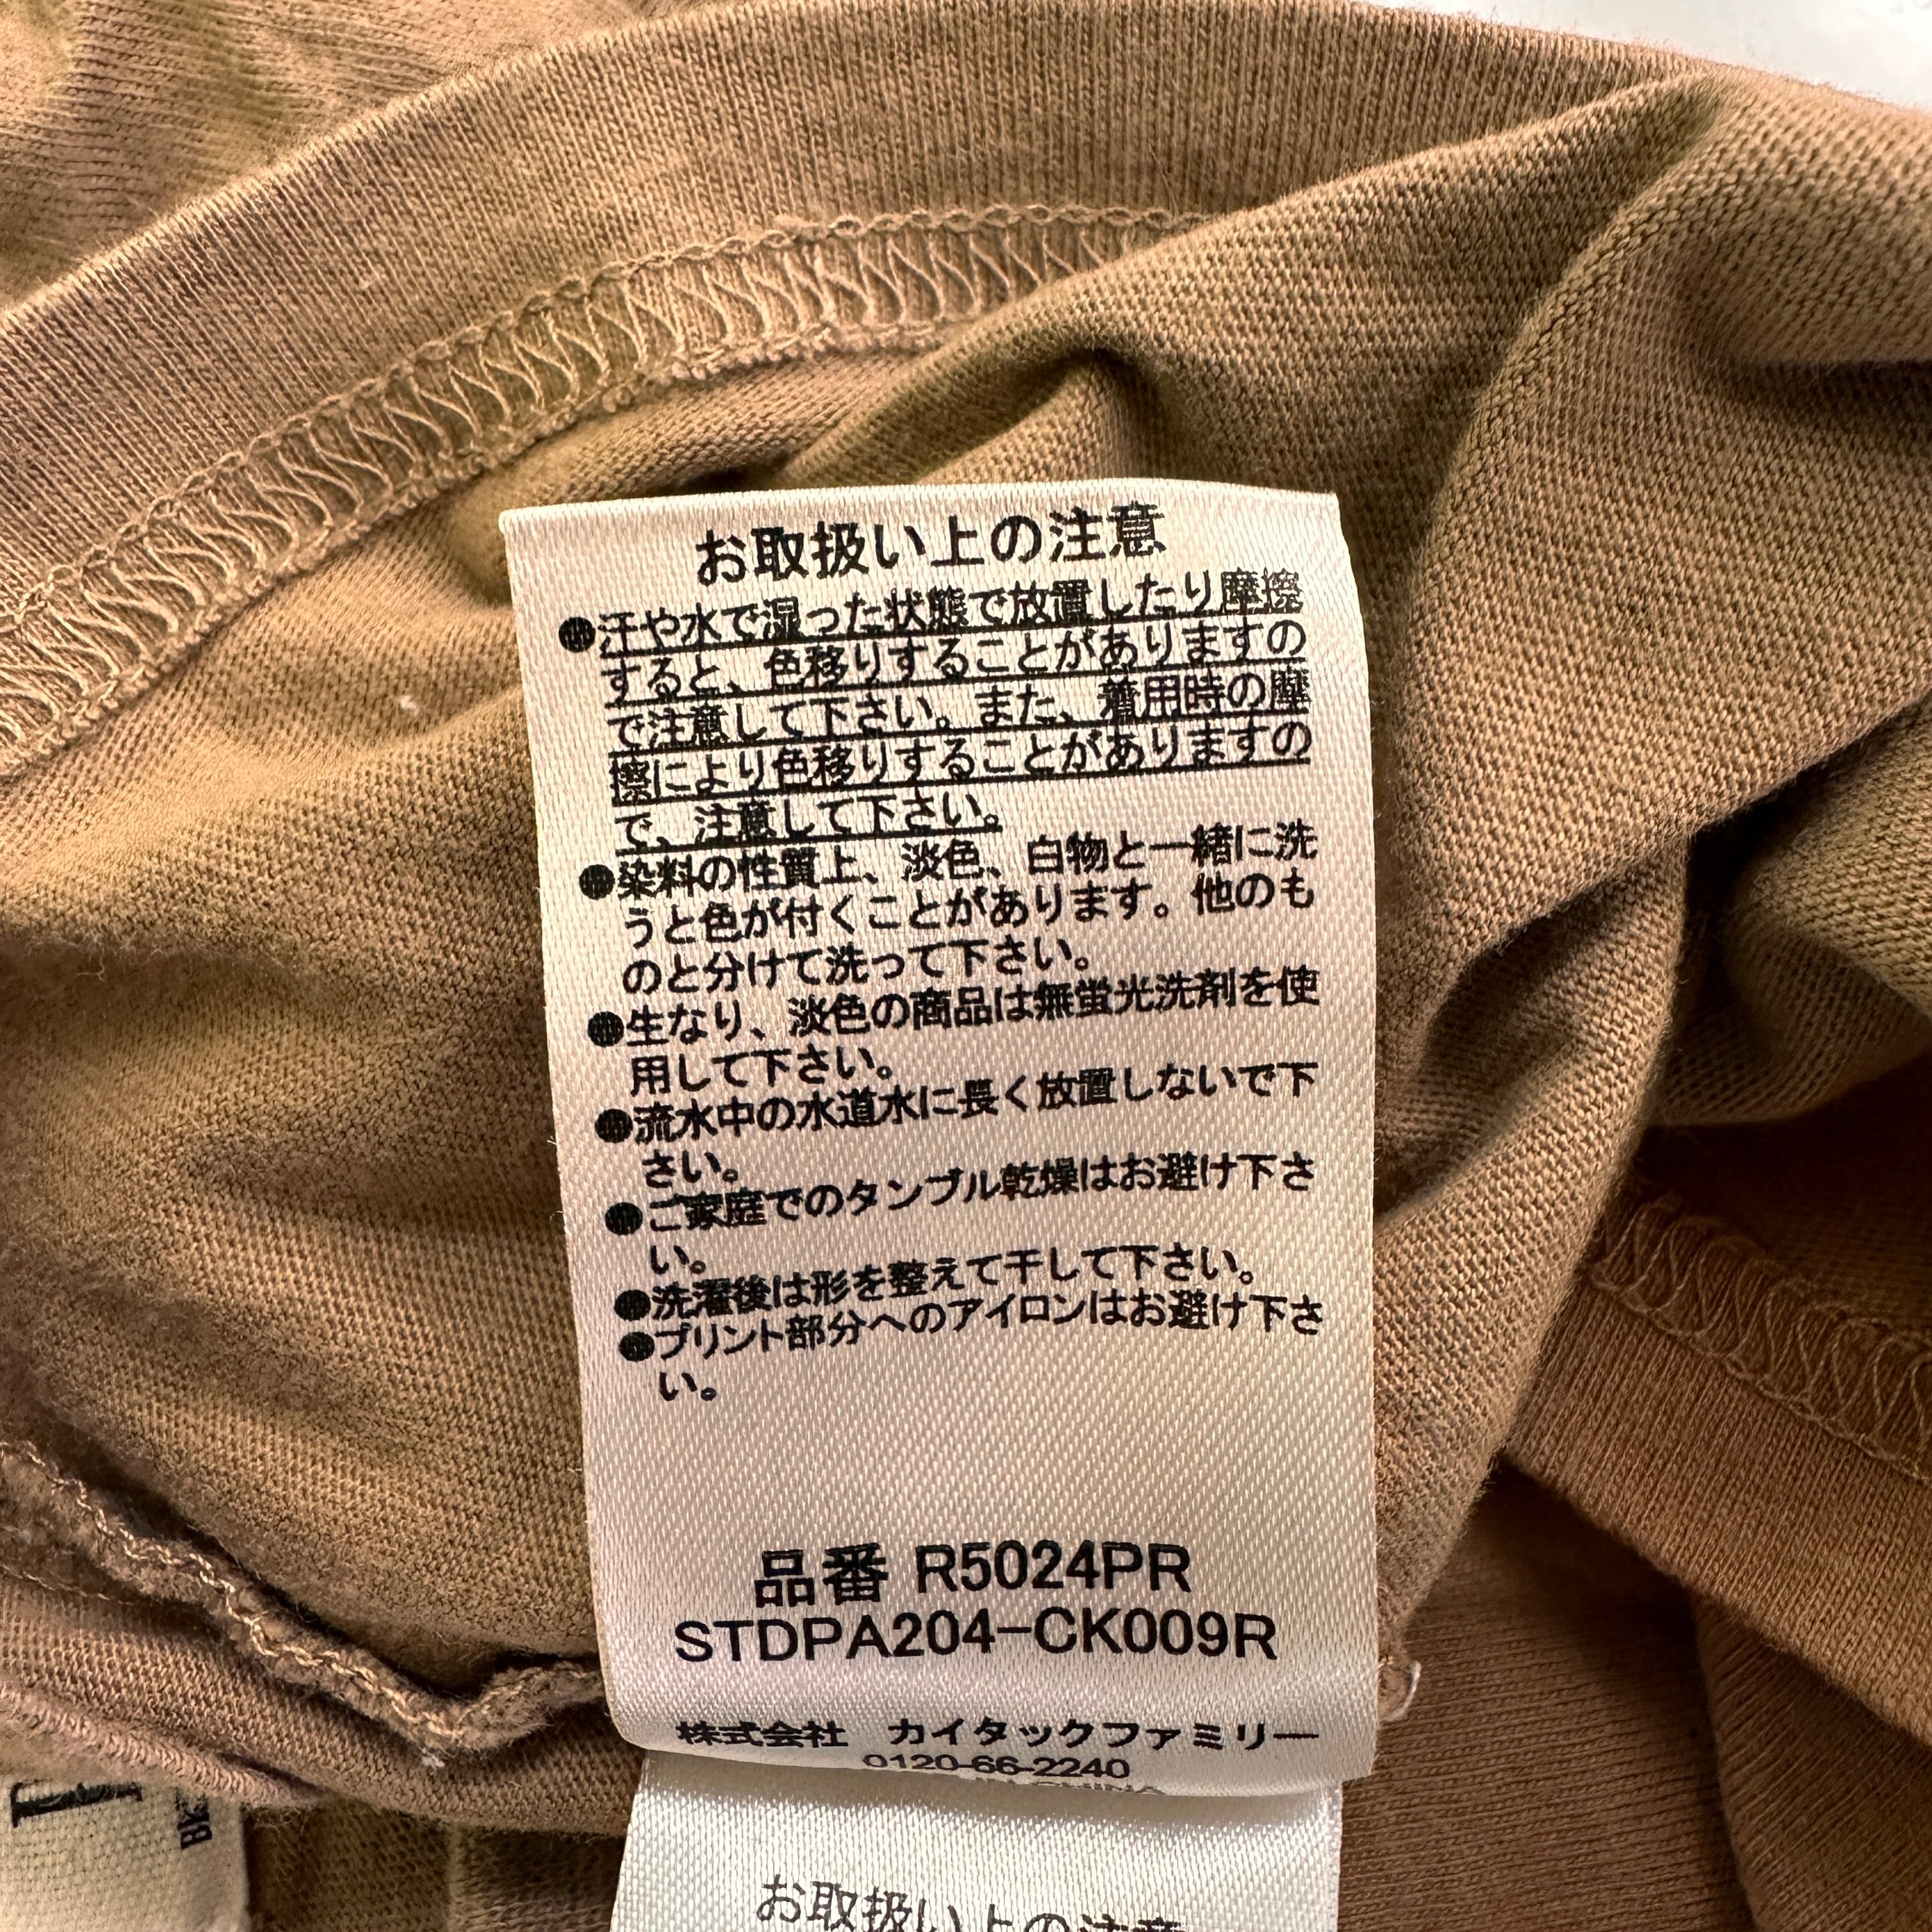 お取扱い上の注意
●汗や水で湿った状態で放置したり摩擦
すると、色移りすることがありますの
で注意して下さい。また、着用時の摩
擦により色移りすることがありますの
で、注意して下さい。
●染料の性質上、淡色、白物と一緒に洗
うと色が付くことがあります。他のも
のと分けて洗って下さい。
●生なり、淡色の商品は無蛍光洗剤を使
用して下さい。
●流水中の水道水に長く放置しないで下
さい。
●ご家庭でのタンブル乾燥はお避け下さ
い。
●洗濯後は形を整えて干して下さい。
●プリント部分へのアイロンはお避け下さ
い。
品番 R5024PR
STDPA204-CK009R
株式会社 カイタックファミリー
0120-66-2240
お取扱い上の注意